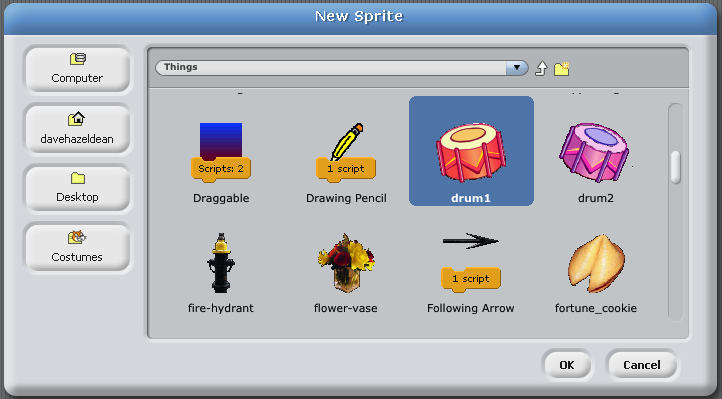 New Sprite
Computer
davehazeldean
Desktop
Costumes
Things
Scripts: 2
1 script
Draggable
Drawing Pencil
drum1
drum2
1 script
fire-hydrant
flower-vase
Following Arrow
fortune_cookie
OK
Cancel